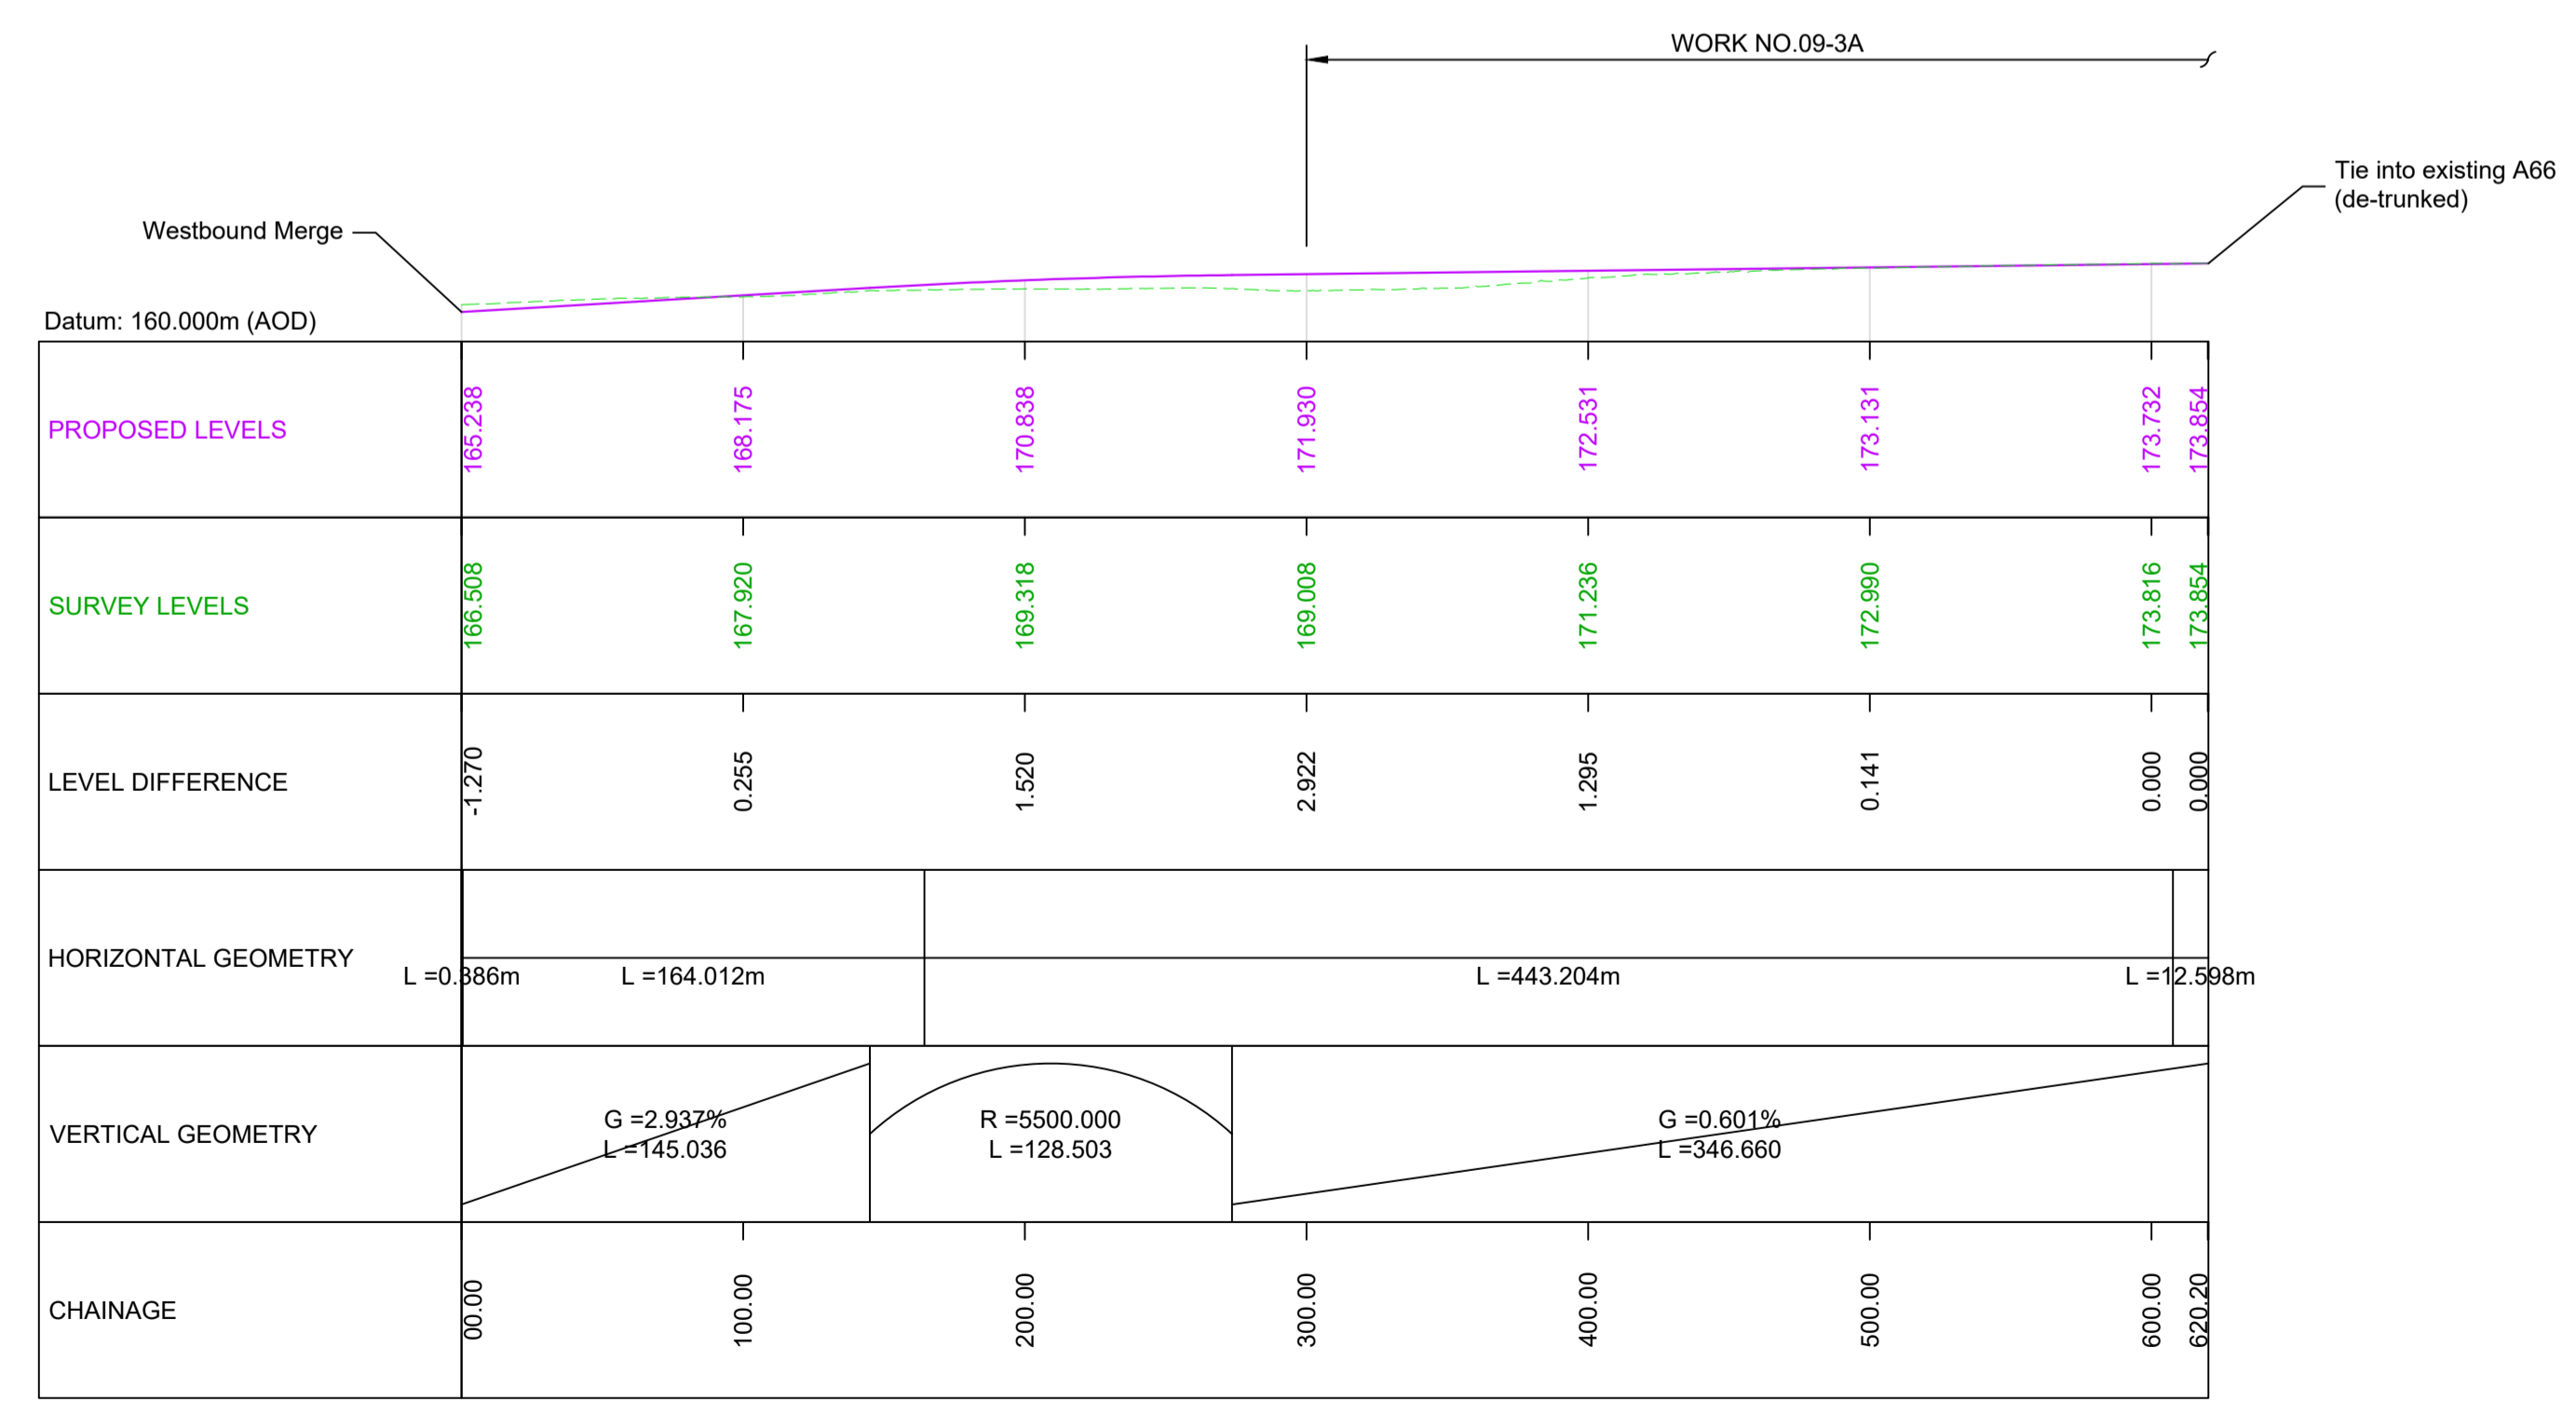 WORK NO.09-3A
Tie into existing A66
(de-trunked)
Westbound Merge
Datum: 160.000m (AOD)
PROPOSED LEVELS
165.238
168.175
170.838
171.930
172.531
173.131
173.732
173.854
SURVEY LEVELS
166.508
167.920
169.318
169.008
171.236
172.990
173.816
173.854
LEVEL DIFFERENCE
-1.270
0.255
1.520
2.922
1.295
0.141
0.000
0.000
HORIZONTAL GEOMETRY
L =0.386m
L =164.012m
L =443.204m
L =12.598m
VERTICAL GEOMETRY
G =2.937%
L =145.036
R =5500.000
L =128.503
G =0.601%
L =346.660
CHAINAGE
00.00
100.00
200.00
300.00
400.00
500.00
600.00
620.20